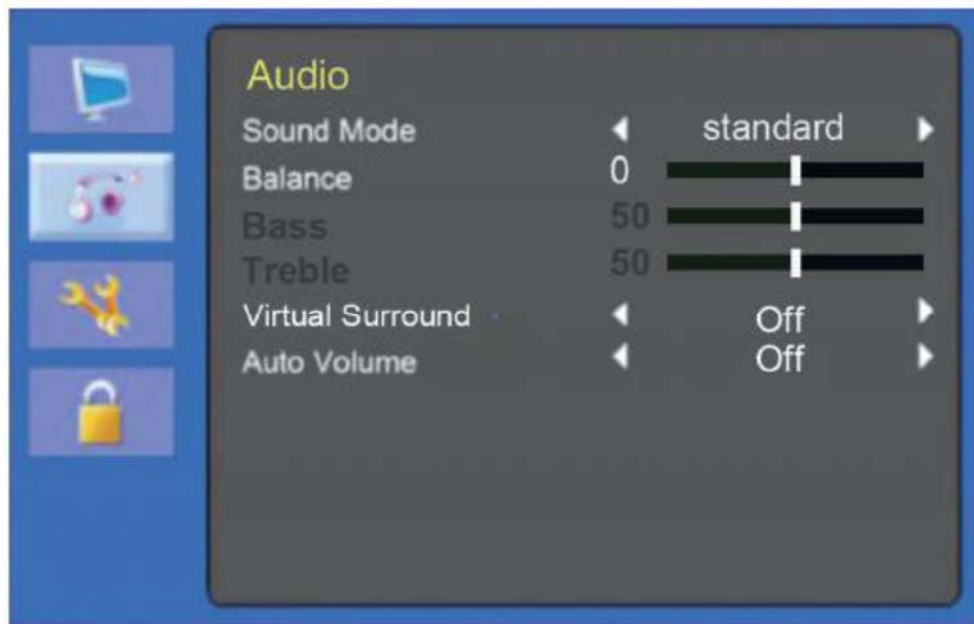 Audio
Sound Mode standard
Balance 0
Bass 50
Treble 50
Virtual Surround Off
Auto Volume Off